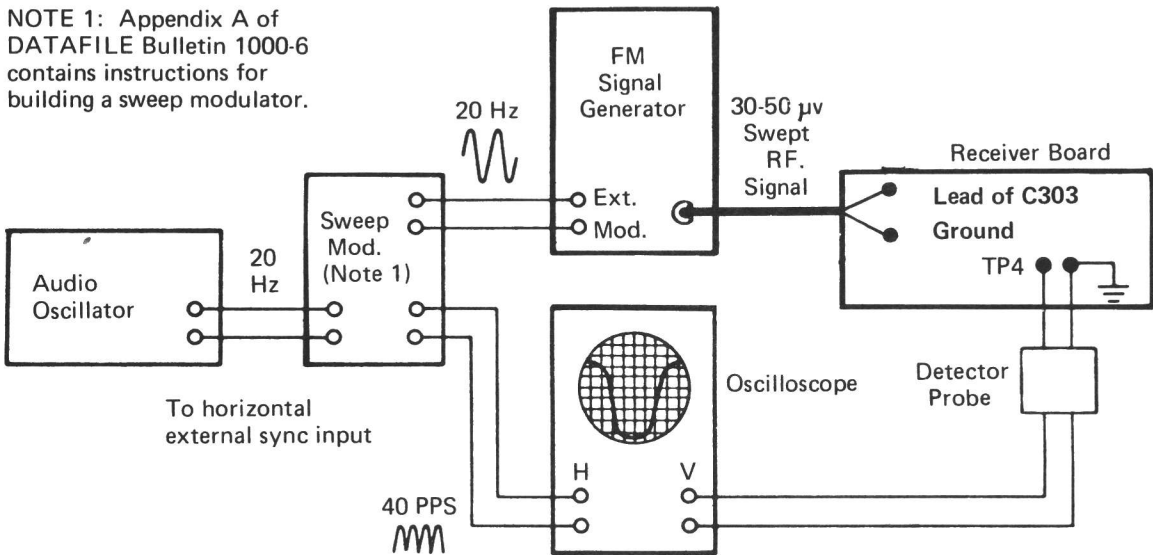 NOTE 1: Appendix A of
DATAFILE Bulletin 1000-6
contains instructions for
building a sweep modulator.
20 Hz
FM
Signal
Generator
Ext.
Mod.
30-50 µv
Swept
RF.
Signal
Receiver Board
Lead of C303
Ground
TP4
Audio
Oscillator
20
Hz
Sweep
Mod.
(Note 1)
To horizontal
external sync input
40 PPS
H
V
Oscilloscope
Detector
Probe